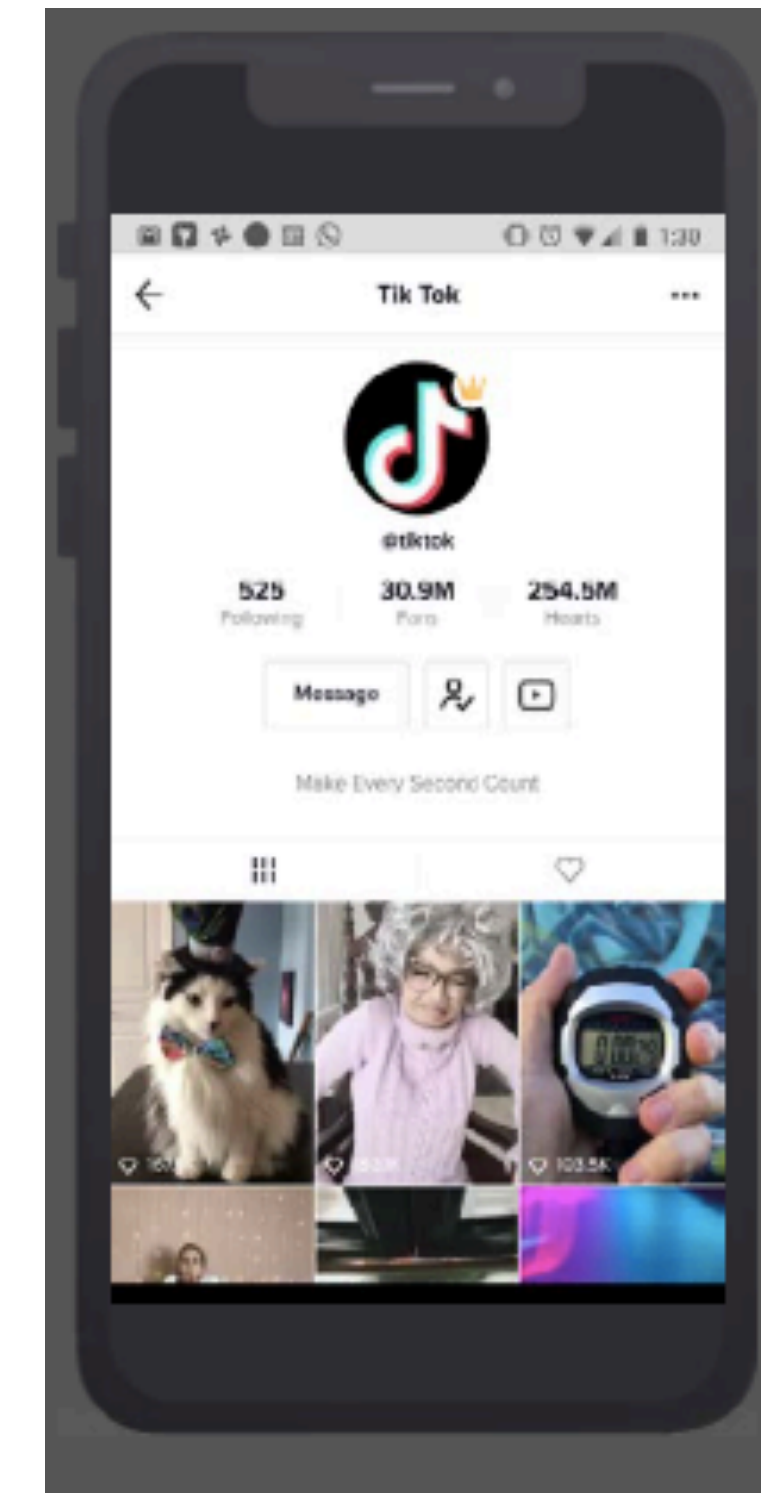 1:30
Tik Tok
@tiktok
525 30.9M 254.5M
Following Fans Hearts
Message
Make Every Second Count
103.5K